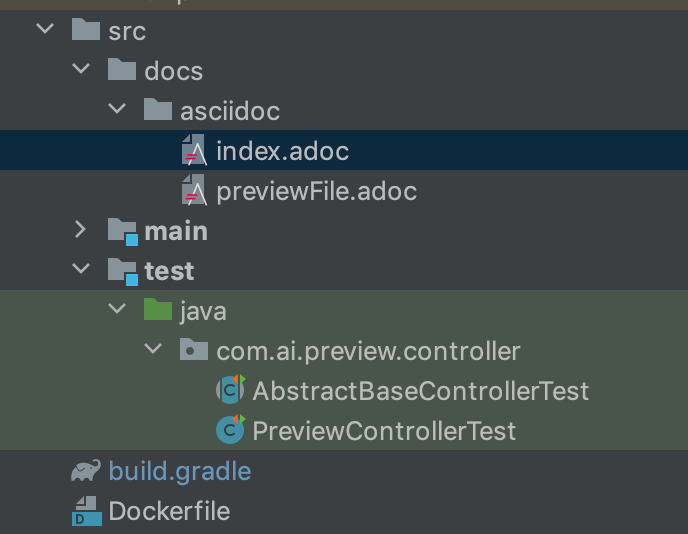 src
docs
asciidoc
index.adoc
previewFile.adoc
main
test
java
com.ai.preview.controller
AbstractBaseControllerTest
PreviewControllerTest
build.gradle
Dockerfile